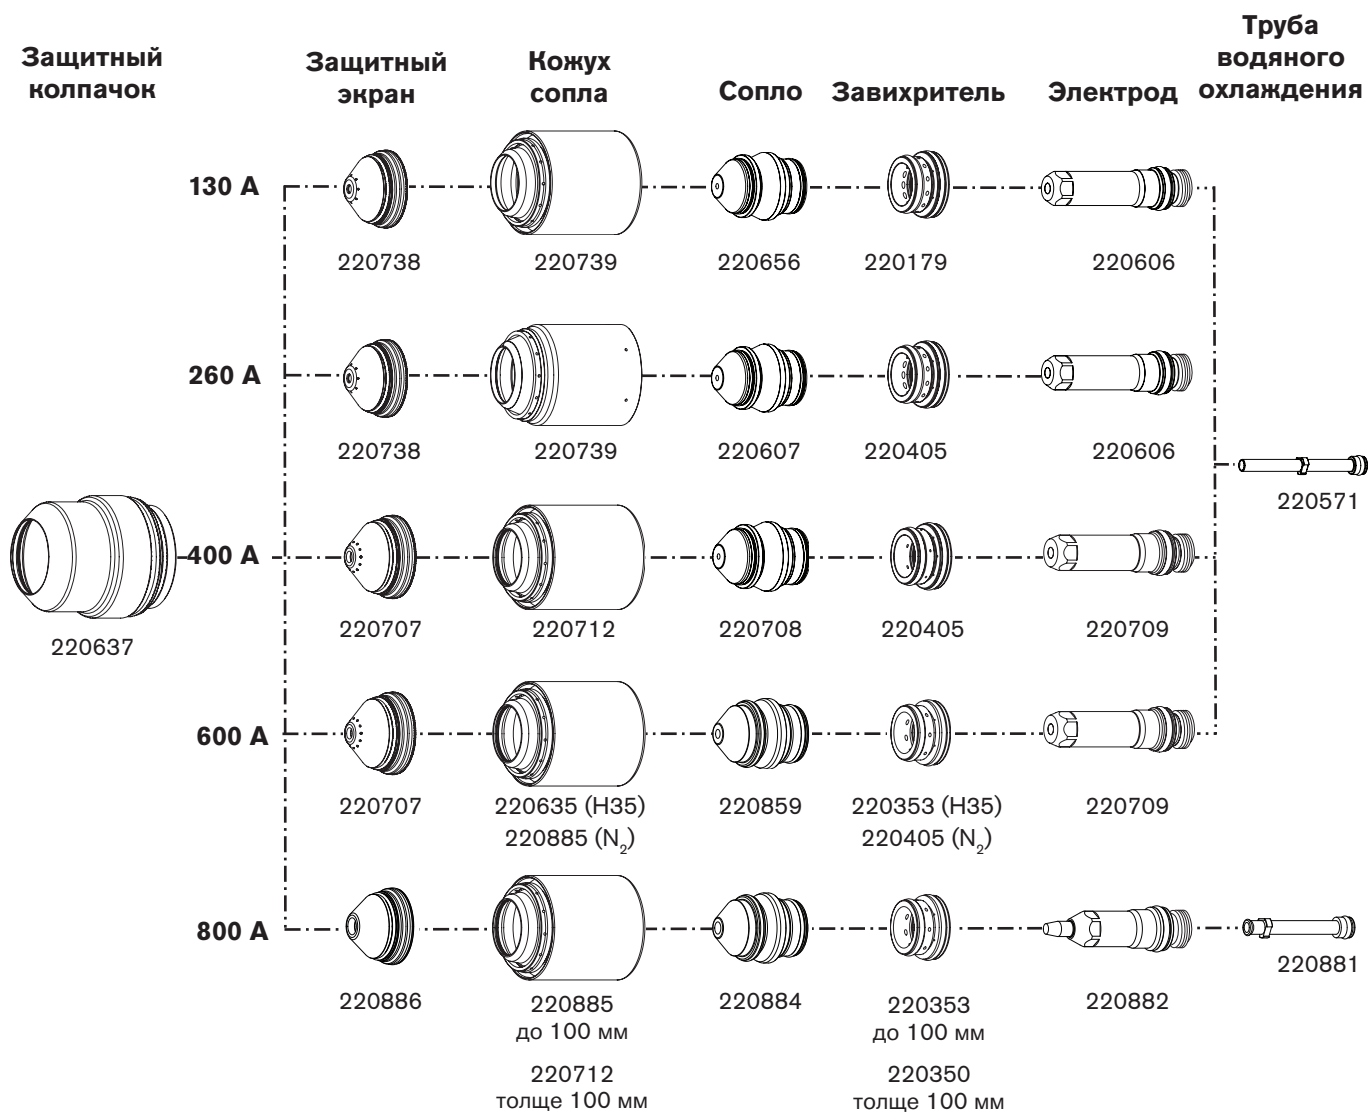 Защитный
колпачок
Защитный
экран
Кожух
сопла
Сопло
Завихритель
Электрод
Труба
водяного
охлаждения
130 А
220738
220739
220656
220179
220606
260 А
220738
220739
220607
220405
220606
220571
400 А
220637
220707
220712
220708
220405
220709
600 А
220707
220635 (H35)
220885 (N₂)
220859
220353 (H35)
220405 (N₂)
220709
800 А
220886
220885
до 100 мм
220712
толще 100 мм
220884
220353
до 100 мм
220350
толще 100 мм
220882
220881